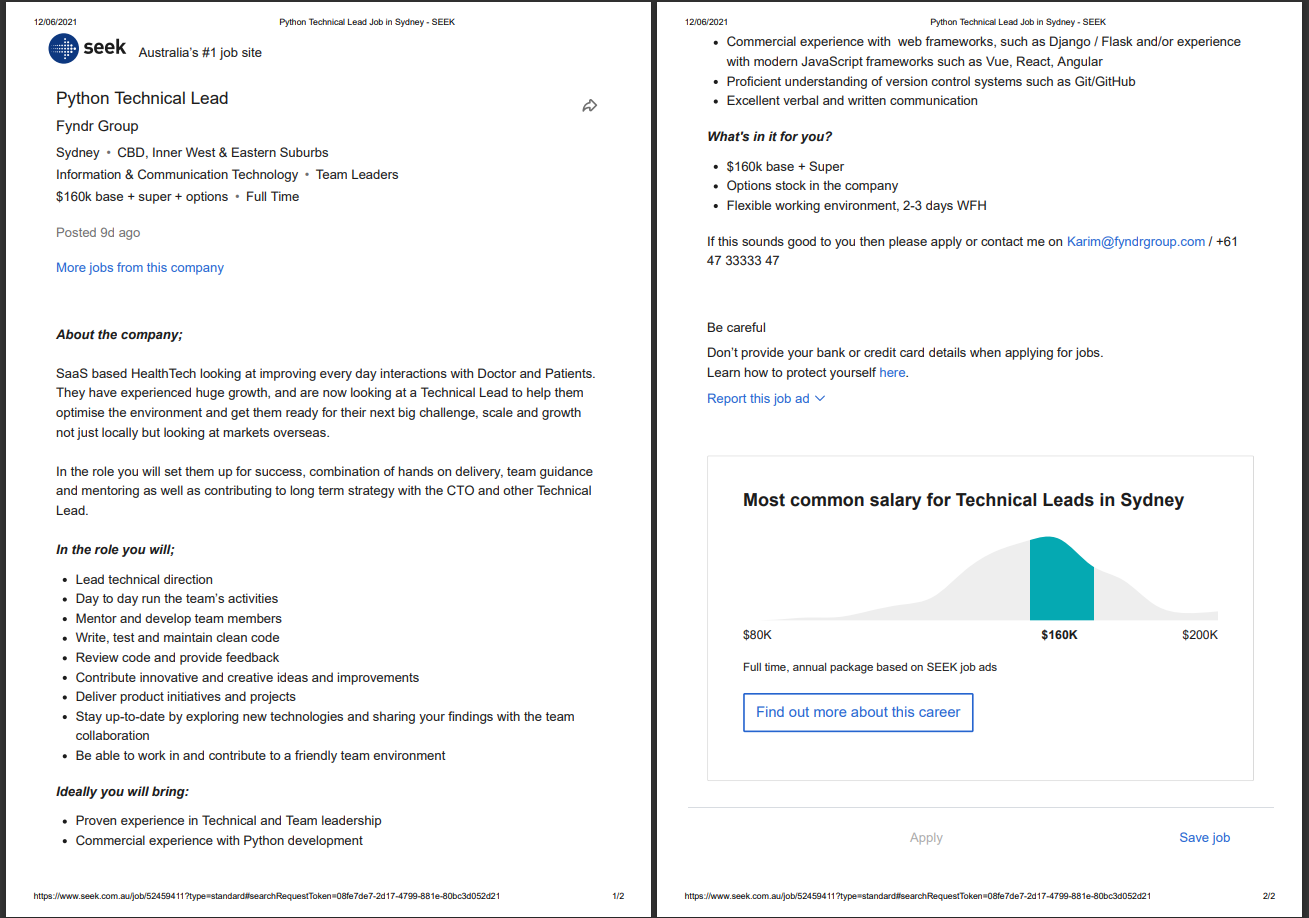 12/06/2021
Python Technical Lead Job in Sydney - SEEK
seek
Australia's #1 job site
Python Technical Lead
Fyndr Group
Sydney • CBD, Inner West & Eastern Suburbs
Information & Communication Technology • Team Leaders
$160k base + super + options • Full Time
Posted 9d ago
More jobs from this company
About the company;
SaaS based HealthTech looking at improving every day interactions with Doctor and Patients.
They have experienced huge growth, and are now looking at a Technical Lead to help them
optimise the environment and get them ready for their next big challenge, scale and growth
not just locally but looking at markets overseas.
In the role you will set them up for success, combination of hands on delivery, team guidance
and mentoring as well as contributing to long term strategy with the CTO and other Technical
Lead.
In the role you will;
• Lead technical direction
• Day to day run the team's activities
• Mentor and develop team members
• Write, test and maintain clean code
• Review code and provide feedback
• Contribute innovative and creative ideas and improvements
• Deliver product initiatives and projects
• Stay up-to-date by exploring new technologies and sharing your findings with the team
collaboration
• Be able to work in and contribute to a friendly team environment
Ideally you will bring:
• Proven experience in Technical and Team leadership
• Commercial experience with Python development
https://www.seek.com.au/job/52459411?type=standard#searchRequestToken=08fe7de7-2d17-4799-881e-80bc3d052d21
1/2
12/06/2021
Python Technical Lead Job in Sydney - SEEK
• Commercial experience with  web frameworks, such as Django / Flask and/or experience
with modern JavaScript frameworks such as Vue, React, Angular
• Proficient understanding of version control systems such as Git/GitHub
• Excellent verbal and written communication
What's in it for you?
• $160k base + Super
• Options stock in the company
• Flexible working environment, 2-3 days WFH
If this sounds good to you then please apply or contact me on Karim@fyndrgroup.com / +61
47 33333 47
Be careful
Don't provide your bank or credit card details when applying for jobs.
Learn how to protect yourself here.
Report this job ad
Most common salary for Technical Leads in Sydney
$80K
$160K
$200K
Full time, annual package based on SEEK job ads
Find out more about this career
Apply
Save job
https://www.seek.com.au/job/52459411?type=standard#searchRequestToken=08fe7de7-2d17-4799-881e-80bc3d052d21
2/2